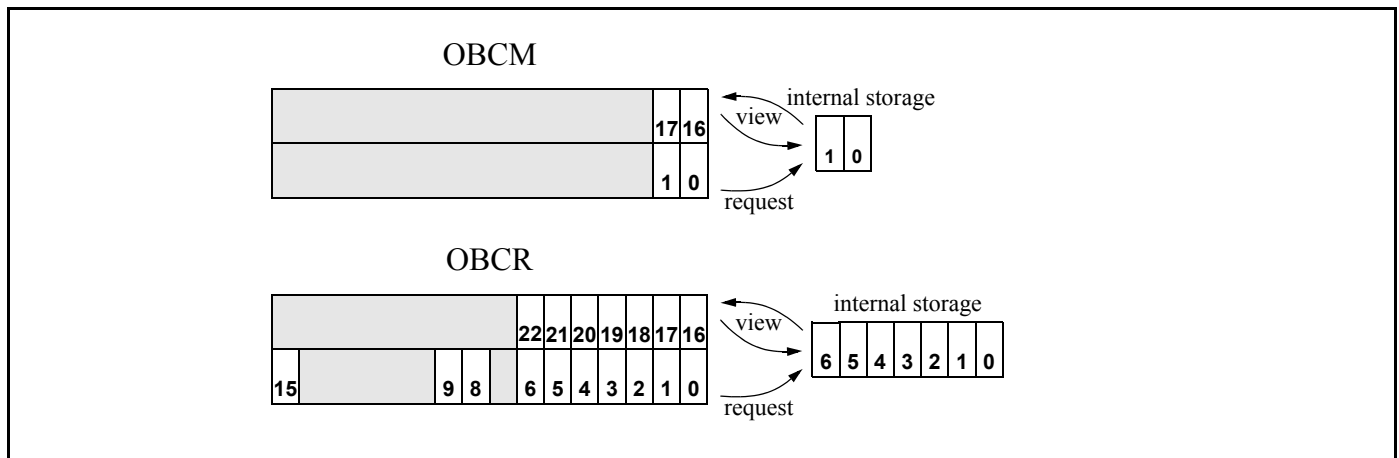 OBCM
internal storage
view
17 16
1 0
1 0
request
OBCR
internal storage
view
22 21 20 19 18 17 16
6 5 4 3 2 1 0
15 9 8 6 5 4 3 2 1 0
request